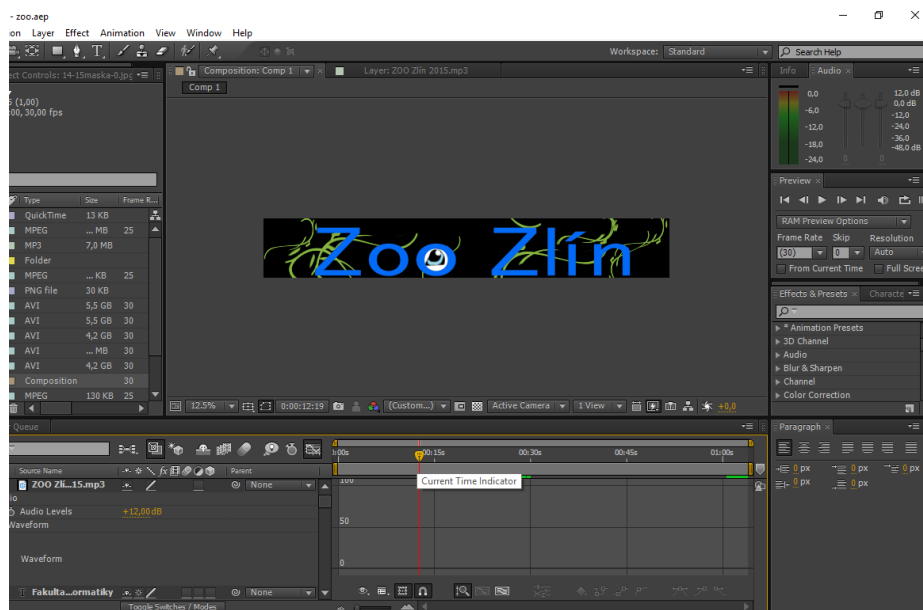 - zoo.aep
on Layer Effect Animation View Window Help
Workspace: Standard
Search Help
ect Controls: 14-15maska-0.jpg
Composition: Comp 1
Layer: ZOO Zlín 2015.mp3
Info Audio
Comp 1
5 (1,00)
:00, 30,00 fps
0,0
-6,0
-12,0
-18,0
-24,0
12,0 dB
0,0 dB
-12,0
-24,0
-36,0
-48,0 dB
0 0
Type Size Frame R...
QuickTime 13 KB
MPEG ... MB 25
MP3 7,0 MB
Folder
MPEG ... KB 25
PNG file 30 KB
AVI 5,5 GB 30
AVI 5,5 GB 30
AVI 4,2 GB 30
AVI ... MB 30
AVI 4,2 GB 30
Composition 30
MPEG 130 KB 25
Zoo Zlín
Preview
RAM Preview Options
Frame Rate Skip Resolution
(30) 0 Auto
From Current Time Full Scree
Effects & Presets Characte
* Animation Presets
3D Channel
Audio
Blur & Sharpen
Channel
Color Correction
12.5% 0:00:12:19 (Custom...) Active Camera 1 View +0,0
Queue
Paragraph
):00s 00:15s 00:30s 00:45s 01:00s
Source Name fx Parent
ZOO Zlí...15.mp3 None
io
Audio Levels +12,00dB
Waveform
Waveform
Fakulta...ormatiky None
Toggle Switches / Modes
100
50
0
Current Time Indicator
0 px 0 px 0 px
0 px 0 px